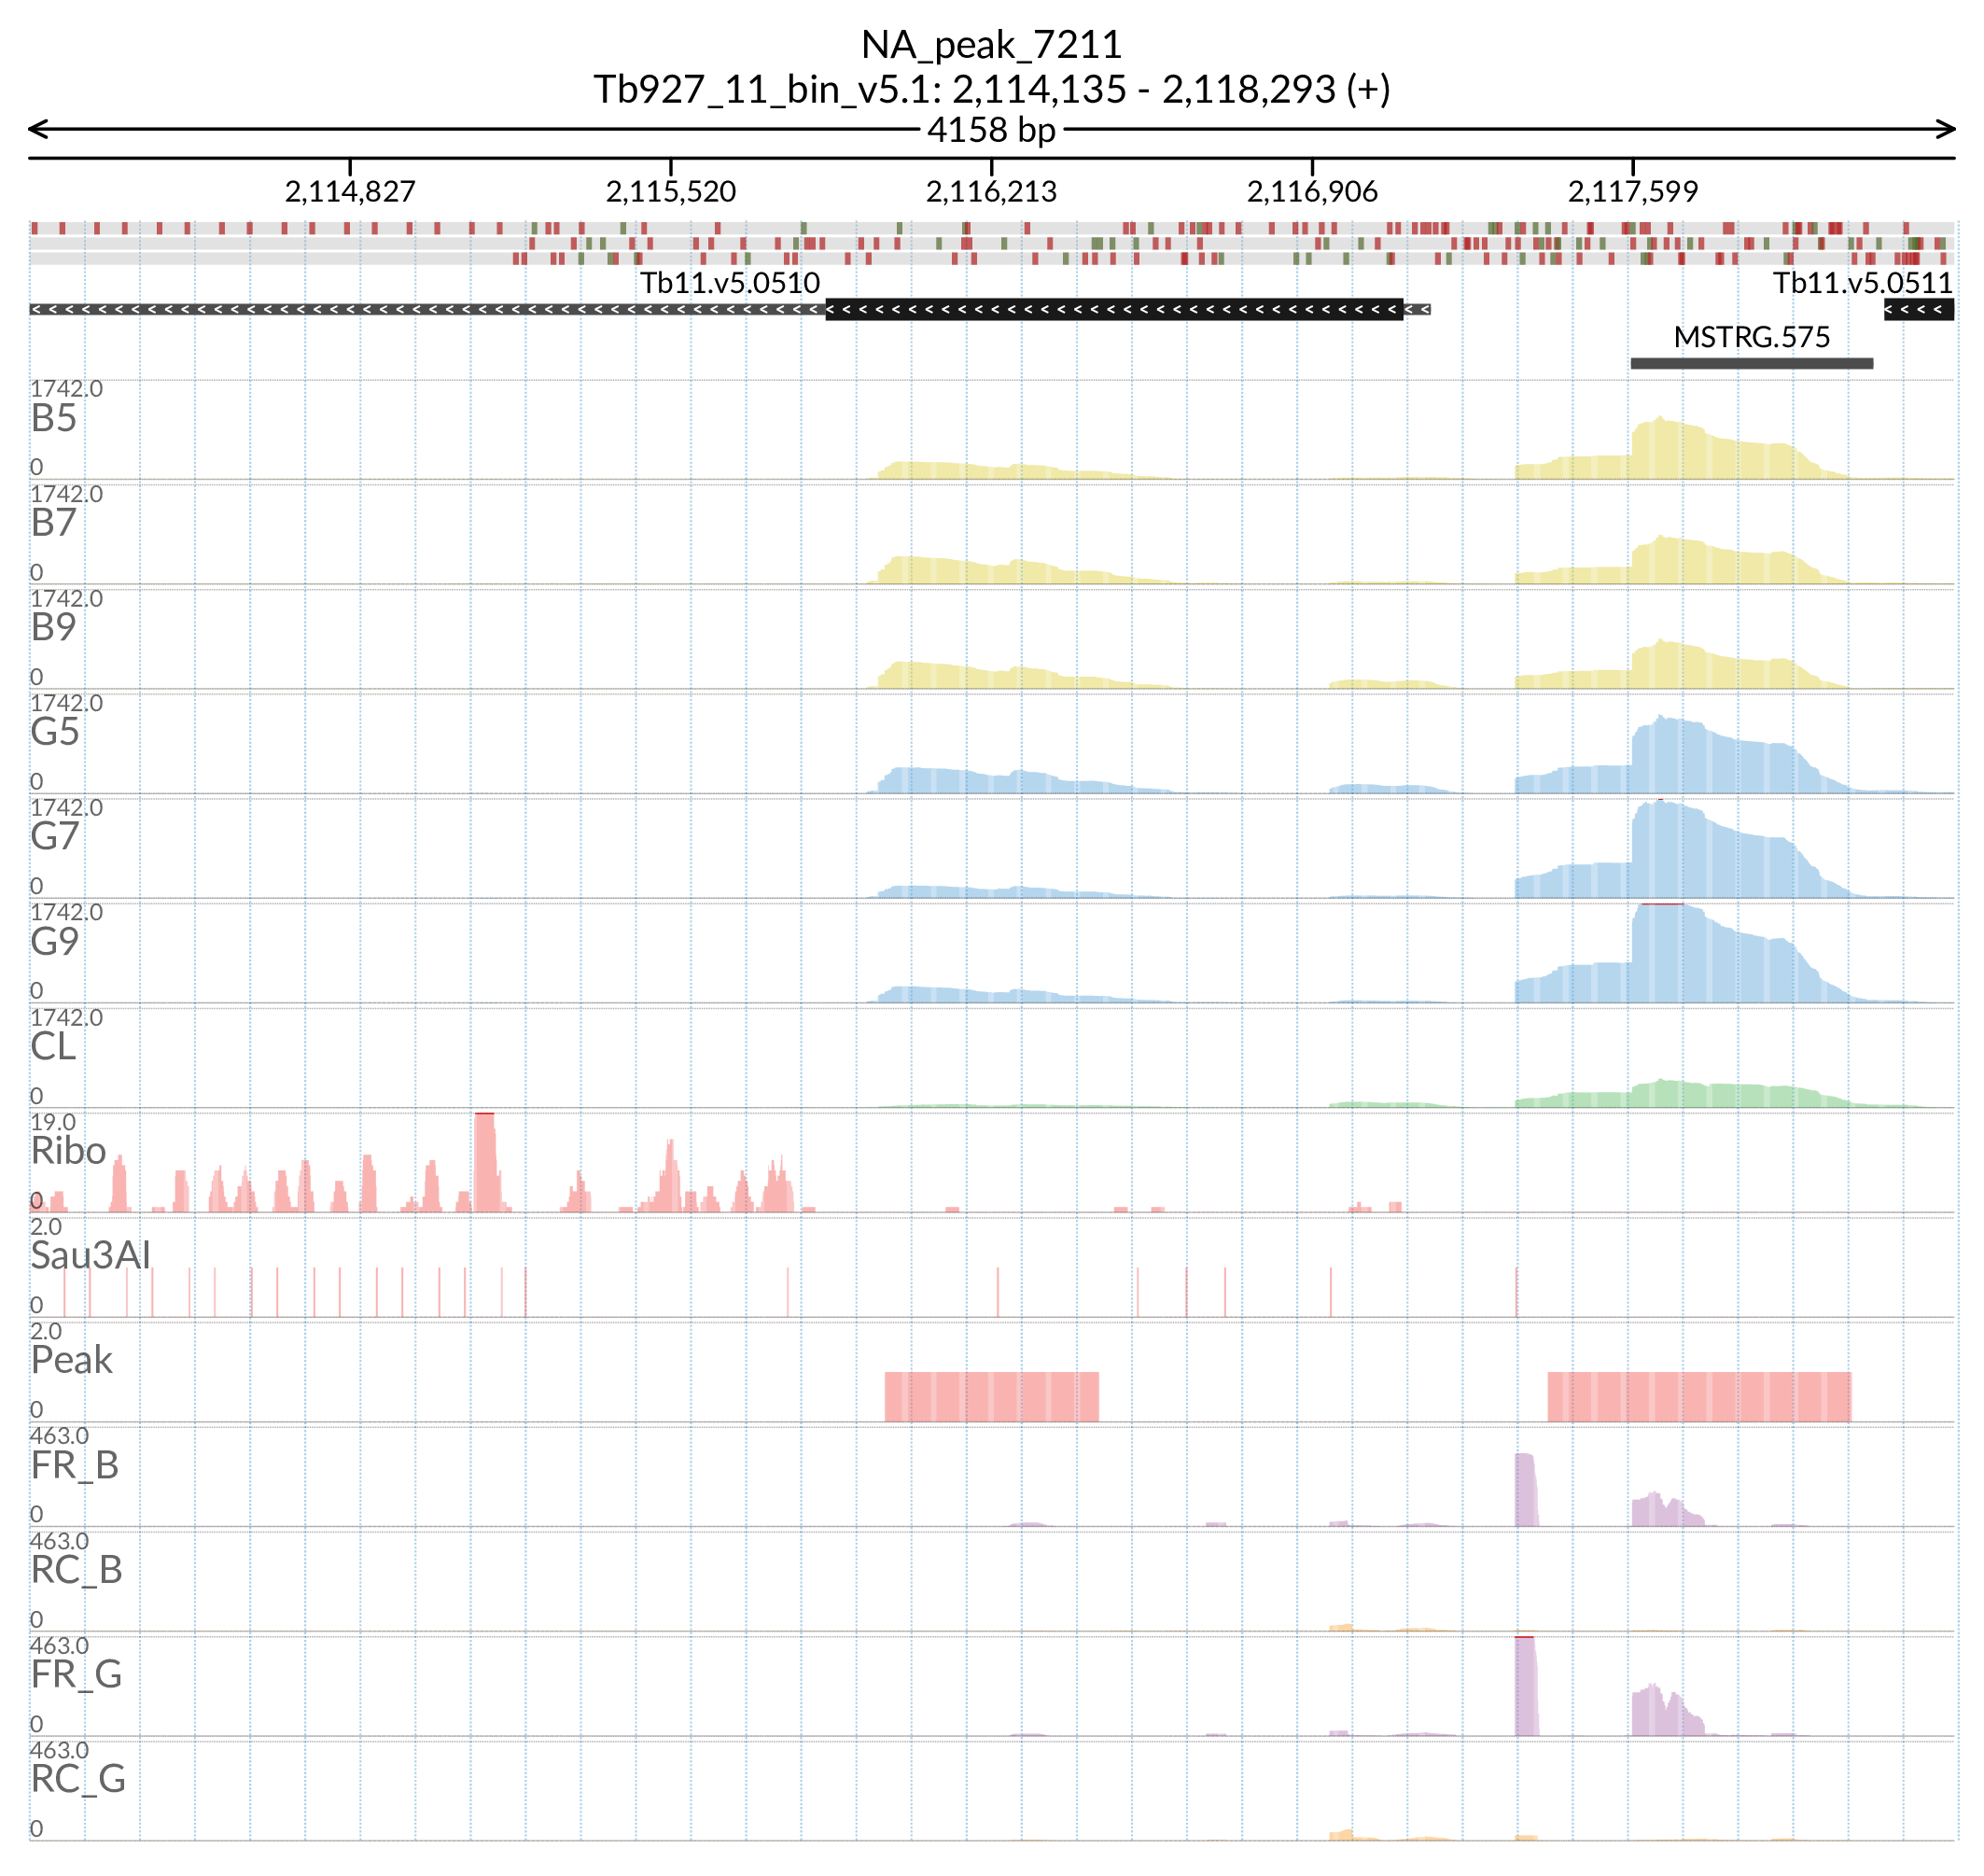 NA_peak_7211
Tb927_11_bin_v5.1: 2,114,135 - 2,118,293 (+)
4158 bp
2,114,827 2,115,520 2,116,213 2,116,906 2,117,599
Tb11.v5.0510 Tb11.v5.0511
MSTRG.575
1742.0
B5
0
1742.0
B7
0
1742.0
B9
0
1742.0
G5
0
1742.0
G7
0
1742.0
G9
0
1742.0
CL
0
19.0
Ribo
0
2.0
Sau3AI
0
2.0
Peak
0
463.0
FR_B
0
463.0
RC_B
0
463.0
FR_G
0
463.0
RC_G
0